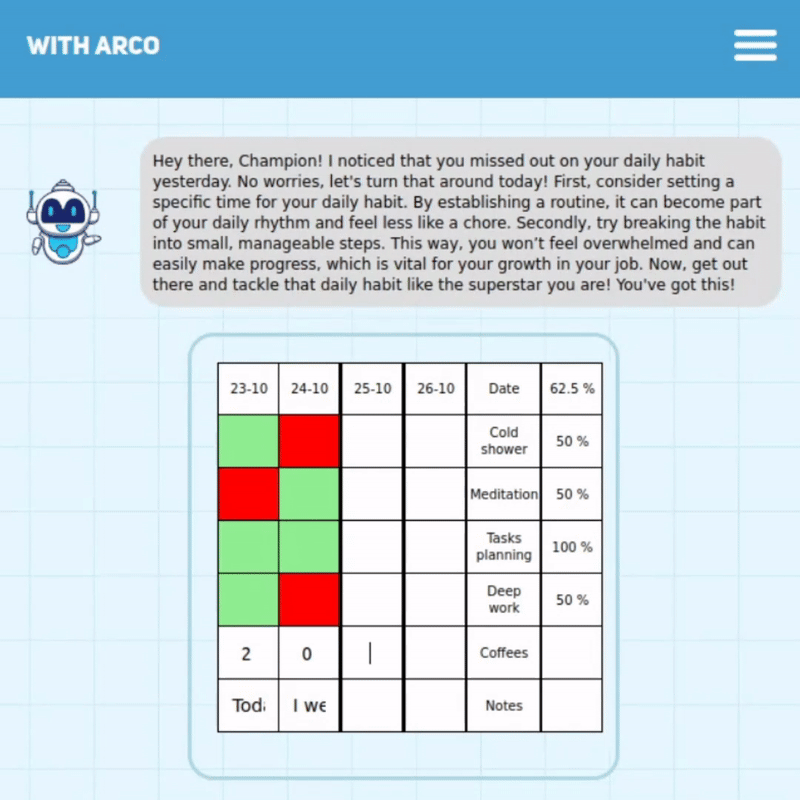 WITH ARCO
Hey there, Champion! I noticed that you missed out on your daily habit
yesterday. No worries, let's turn that around today! First, consider setting a
specific time for your daily habit. By establishing a routine, it can become part
of your daily rhythm and feel less like a chore. Secondly, try breaking the habit
into small, manageable steps. This way, you won’t feel overwhelmed and can
easily make progress, which is vital for your growth in your job. Now, get out
there and tackle that daily habit like the superstar you are! You've got this!
23-10 24-10 25-10 26-10 Date 62.5 %
Cold
shower 50 %
Meditation 50 %
Tasks
planning 100 %
Deep
work 50 %
2 0 Coffees
Tod I we Notes